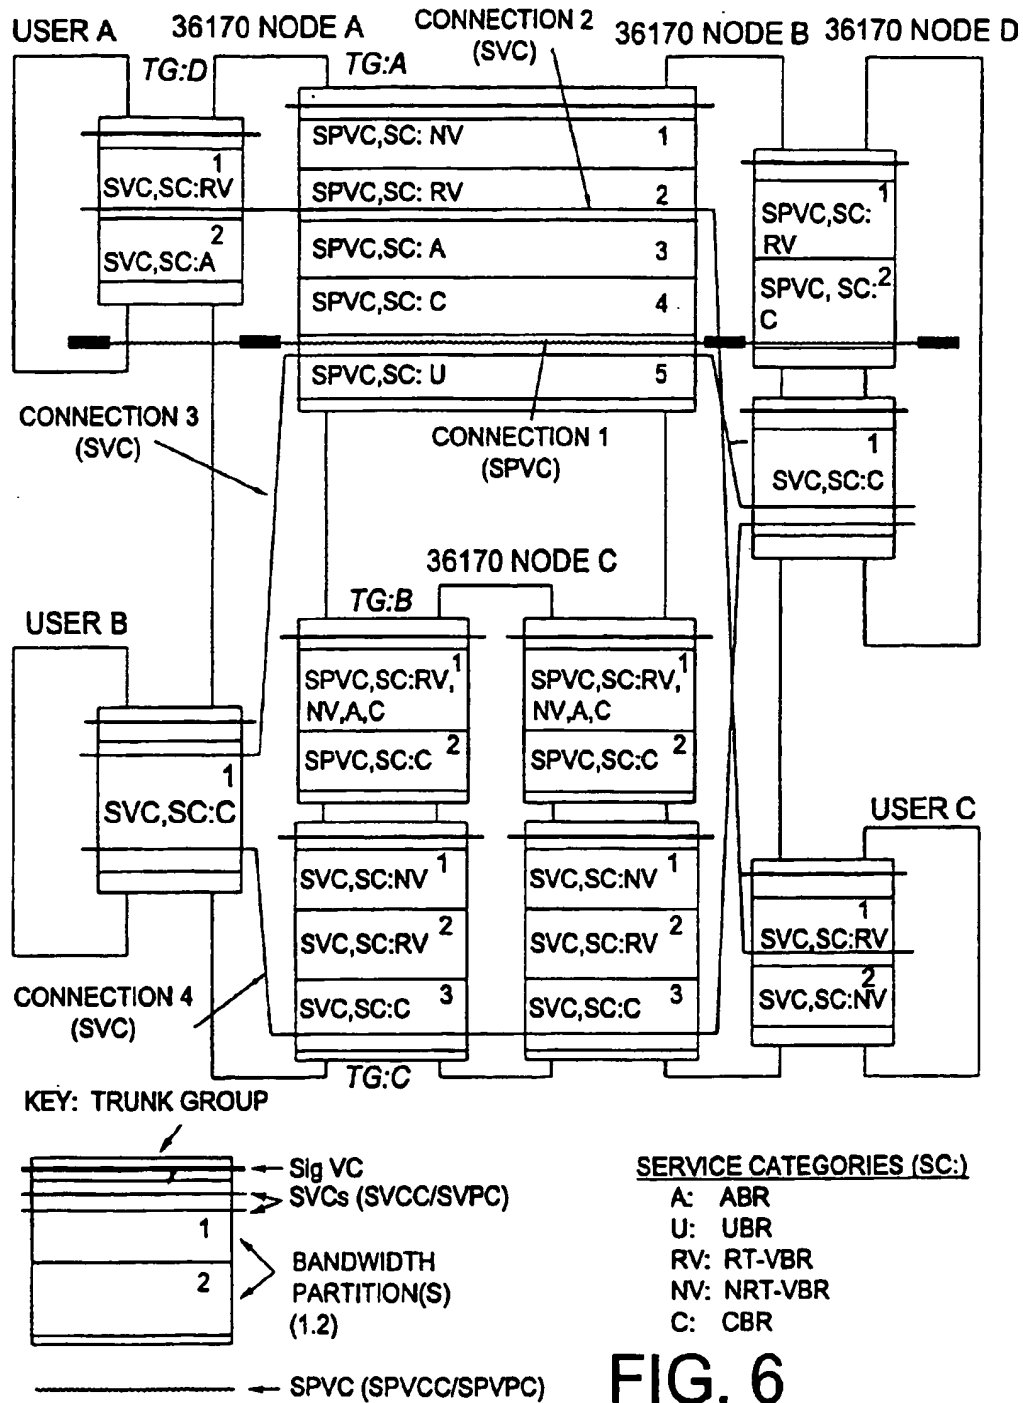 USER A
36170 NODE A
CONNECTION 2
(SVC)
36170 NODE B
36170 NODE D
TG:D
TG:A
SPVC,SC: NV 1
SPVC,SC: RV 2
SPVC,SC: A 3
SPVC,SC: C 4
SPVC,SC: U 5
1
SVC,SC:RV
2
SVC,SC:A
1
SPVC,SC:
RV
SPVC, SC: 2
C
CONNECTION 3
(SVC)
CONNECTION 1
(SPVC)
1
SVC,SC:C
36170 NODE C
TG:B
USER B
SPVC,SC:RV, 1
NV,A,C
SPVC,SC:C 2
SPVC,SC:RV, 1
NV,A,C
SPVC,SC:C 2
1
SVC,SC:C
SVC,SC:NV 1
SVC,SC:RV 2
SVC,SC:C 3
SVC,SC:NV 1
SVC,SC:RV 2
SVC,SC:C 3
USER C
1
SVC,SC:RV
2
SVC,SC:NV
CONNECTION 4
(SVC)
TG:C
KEY: TRUNK GROUP
Sig VC
SVCs (SVCC/SVPC)
1
2
BANDWIDTH
PARTITION(S)
(1.2)
SPVC (SPVCC/SPVPC)
SERVICE CATEGORIES (SC:)
A: ABR
U: UBR
RV: RT-VBR
NV: NRT-VBR
C: CBR
FIG. 6